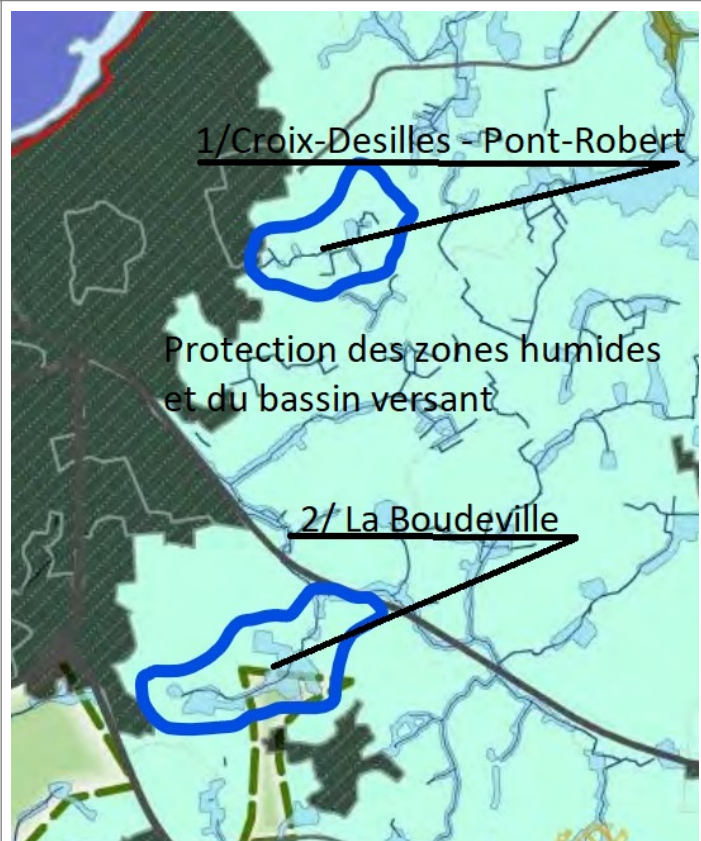 1/Croix-Desilles - Pont-Robert
Protection des zones humides
et du bassin versant
2/ La Boudeville